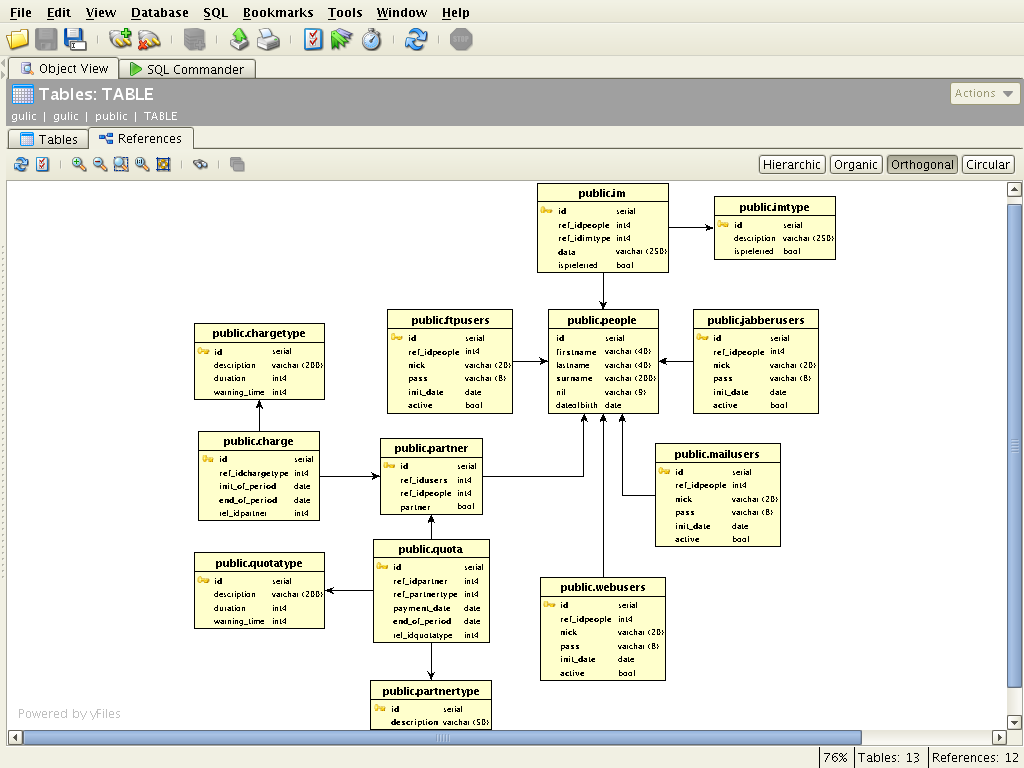 File Edit View Database SQL Bookmarks Tools Window Help
Object View SQL Commander
Tables: TABLE Actions
gulic | gulic | public | TABLE
Tables References
Hierarchic Organic Orthogonal Circular
public.im
id serial
ref_idpeople int4
ref_idimtype int4
data varchar (250)
ispreferred bool
public.imtype
id serial
description varchar (250)
ispreferred bool
public.chargetype
id serial
description varchar (200)
duration int4
warning_time int4
public.ftpusers
id serial
ref_idpeople int4
nick varchar (20)
pass varchar (8)
init_date date
active bool
public.people
id serial
firstname varchar (40)
lastname varchar (40)
surname varchar (200)
nif varchar (9)
dateofbirth date
public.jabberusers
id serial
ref_idpeople int4
nick varchar (20)
pass varchar (8)
init_date date
active bool
public.charge
id serial
ref_idchargetype int4
init_of_period date
end_of_period date
ref_idpartner int4
public.partner
id serial
ref_idusers int4
ref_idpeople int4
partner bool
public.mailusers
id serial
ref_idpeople int4
nick varchar (20)
pass varchar (8)
init_date date
active bool
public.quotatype
id serial
description varchar (200)
duration int4
warning_time int4
public.quota
id serial
ref_idpartner int4
ref_partnertype int4
payment_date date
end_of_period date
ref_idquotatype int4
public.webusers
id serial
ref_idpeople int4
nick varchar (20)
pass varchar (8)
init_date date
active bool
public.partnertype
id serial
description varchar (50)
Powered by yFiles
76% Tables: 13 References: 12